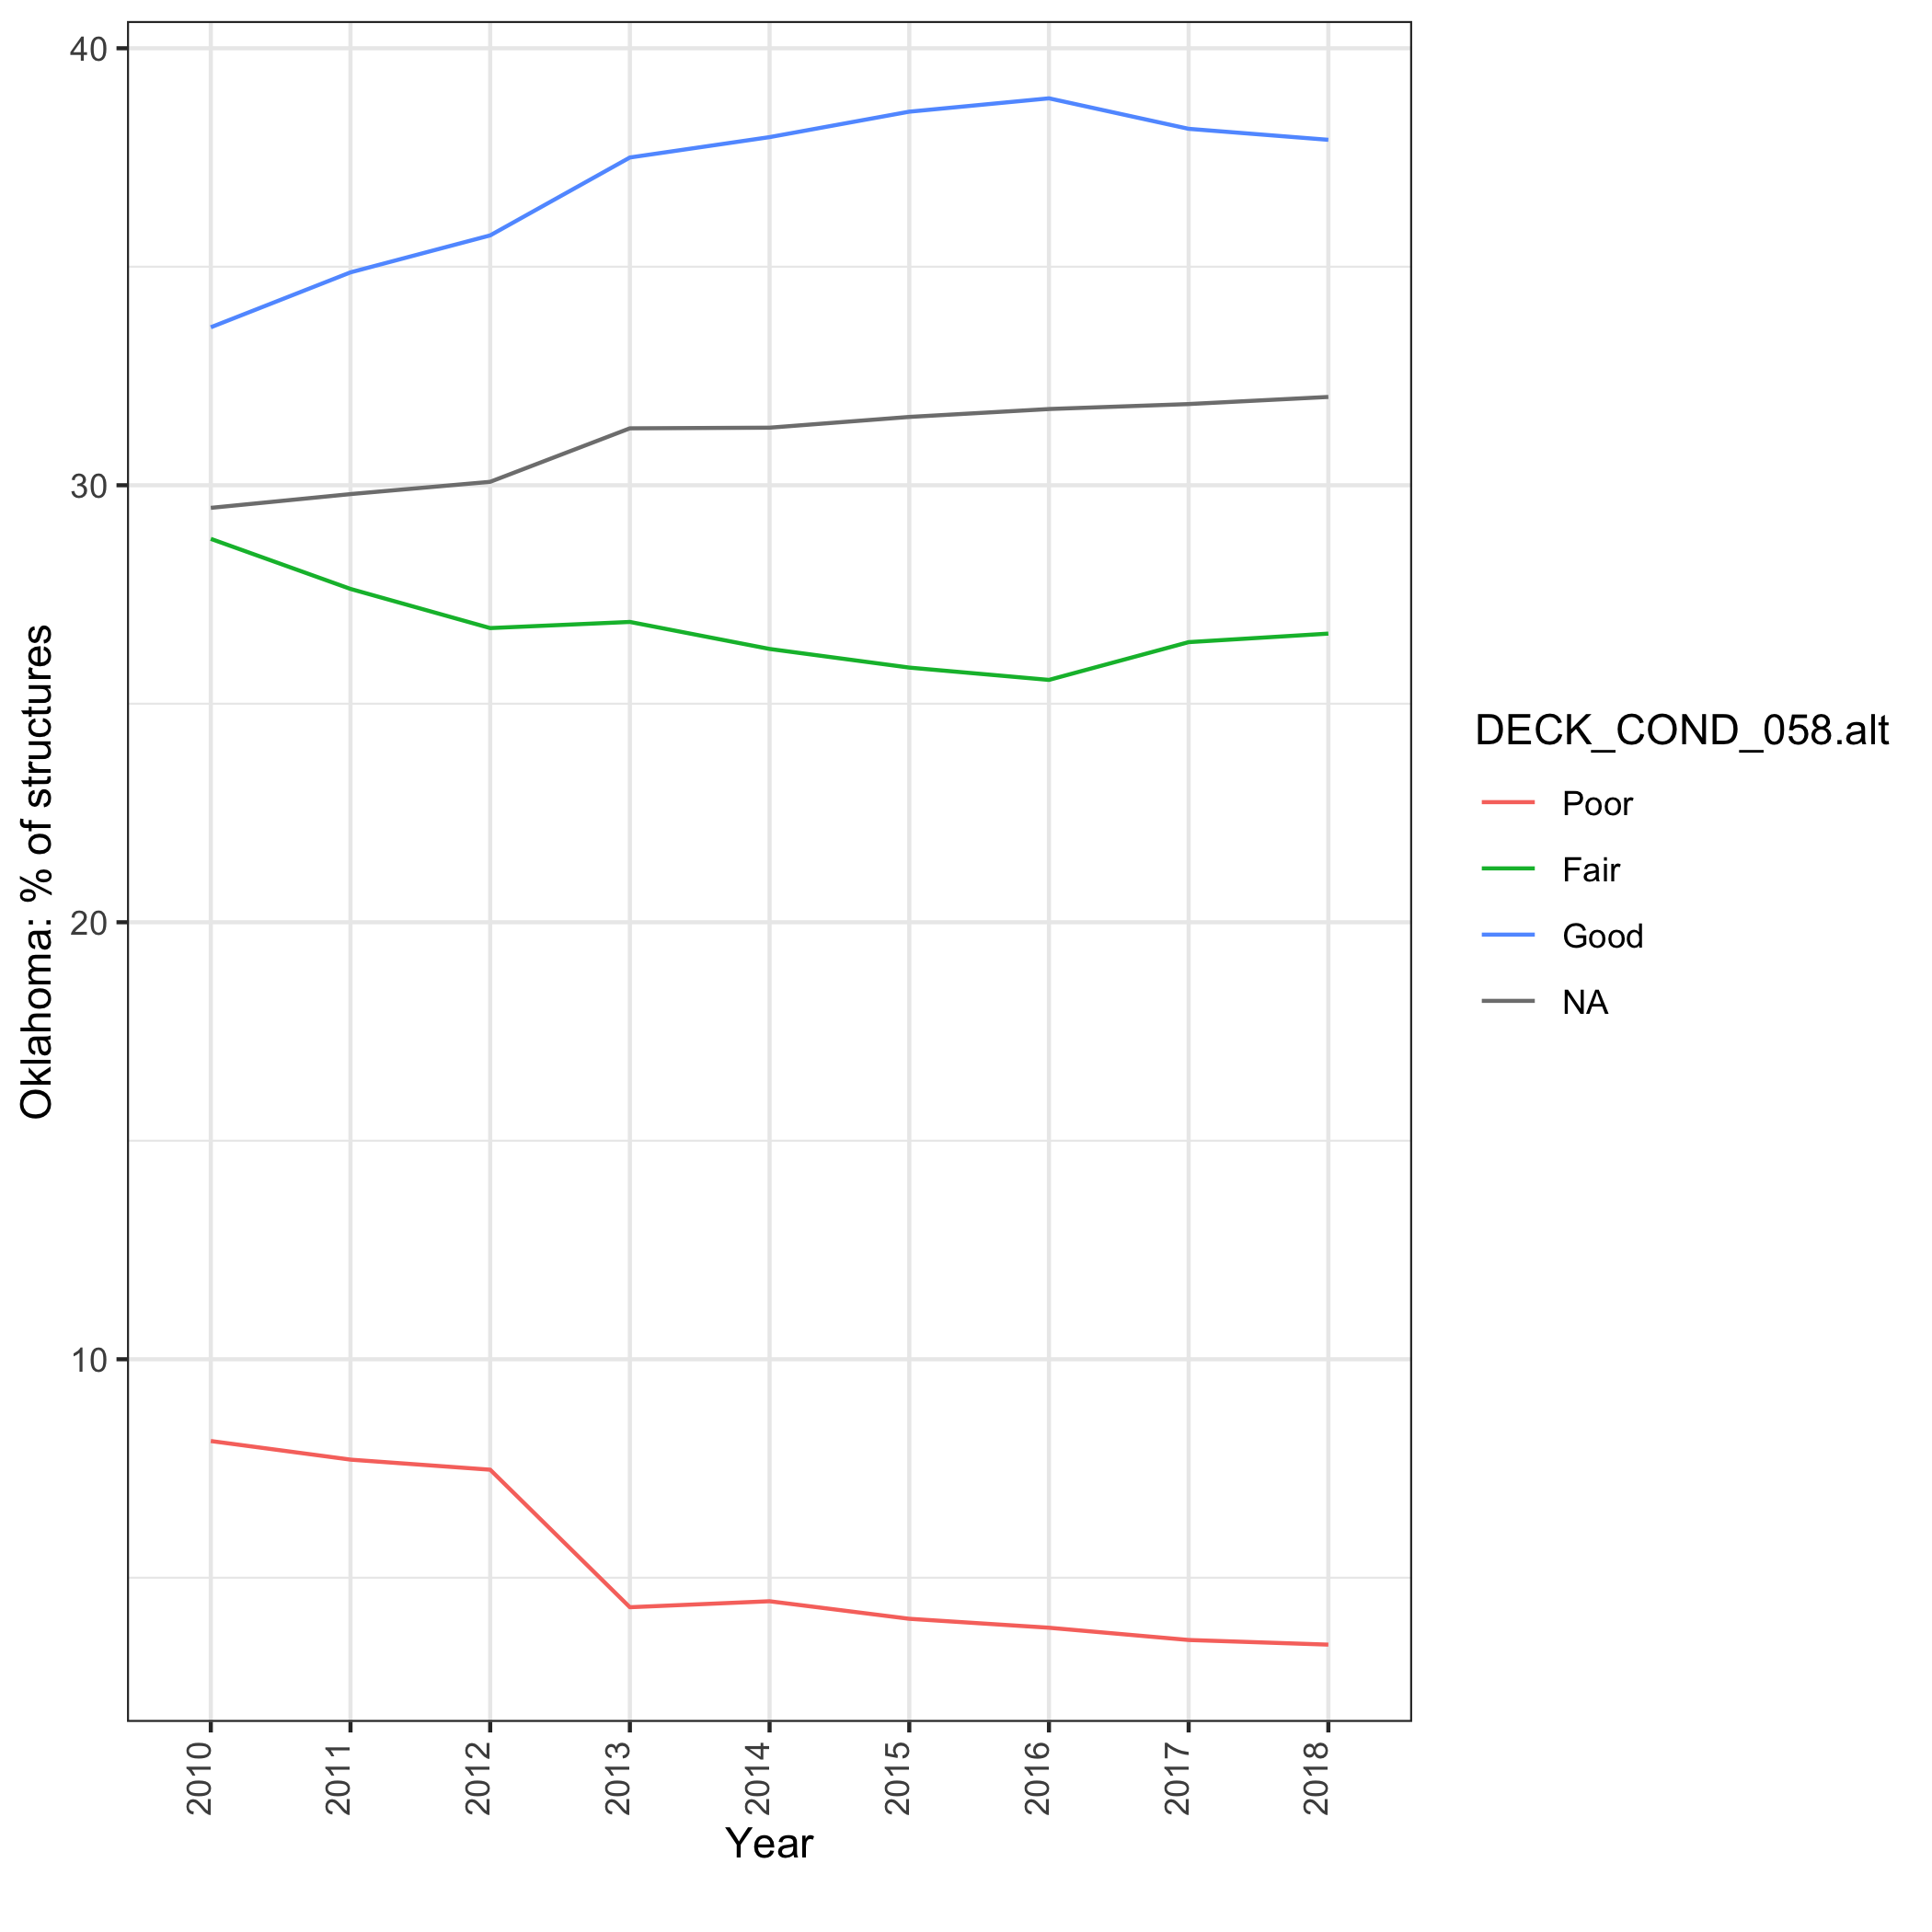 40
30
20
10
Oklahoma: % of structures
2010
2011
2012
2013
2014
2015
2016
2017
2018
Year
DECK_COND_058.alt
Poor
Fair
Good
NA